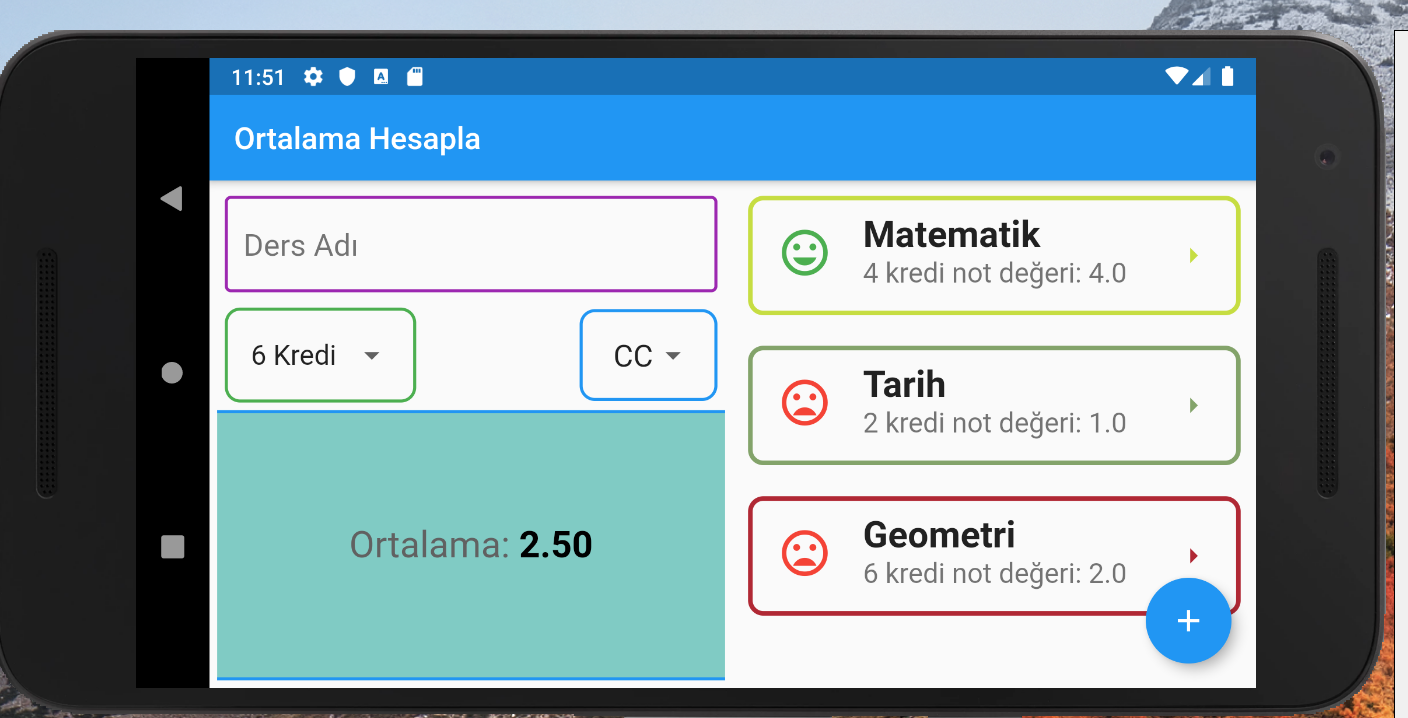 11:51
Ortalama Hesapla
Ders Adı
6 Kredi
CC
Ortalama: 2.50
Matematik
4 kredi not değeri: 4.0
Tarih
2 kredi not değeri: 1.0
Geometri
6 kredi not değeri: 2.0